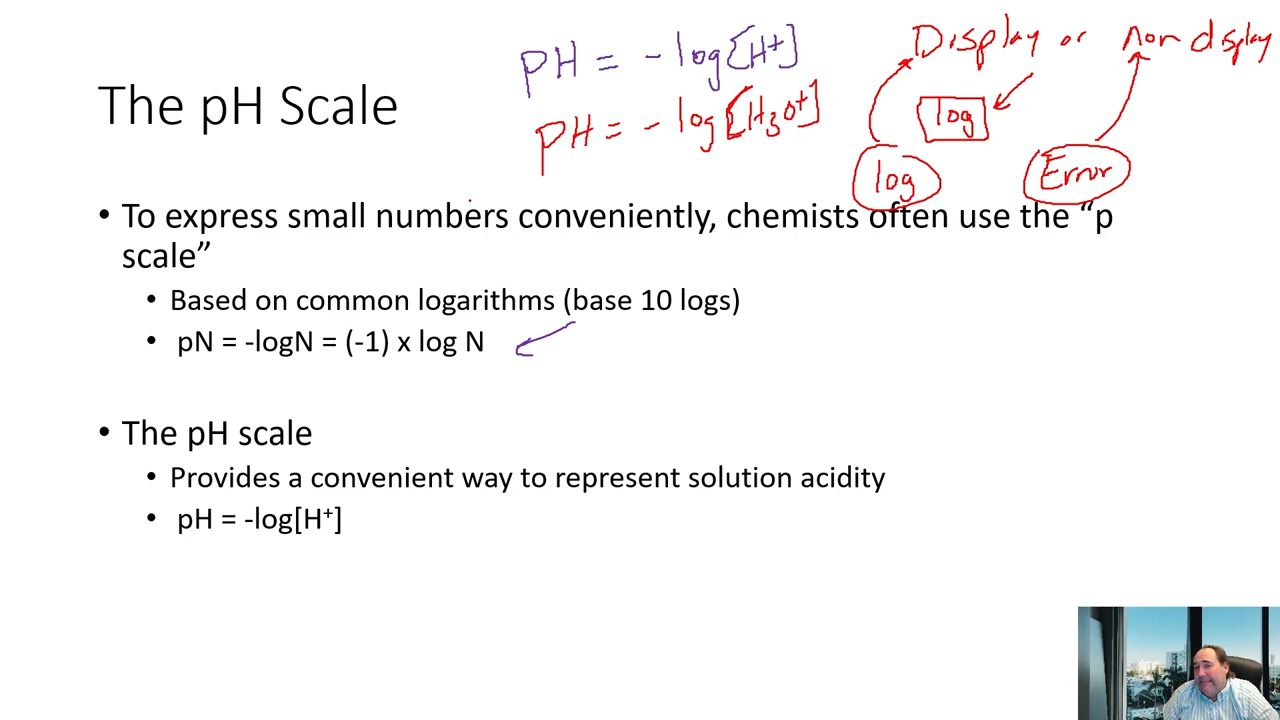 pH = -log[H+]
pH = -log[H3O+]
Display or non display
log
log
Error
The pH Scale
• To express small numbers conveniently, chemists often use the “p
scale”
• Based on common logarithms (base 10 logs)
• pN = -logN = (-1) x log N
• The pH scale
• Provides a convenient way to represent solution acidity
• pH = -log[H⁺]